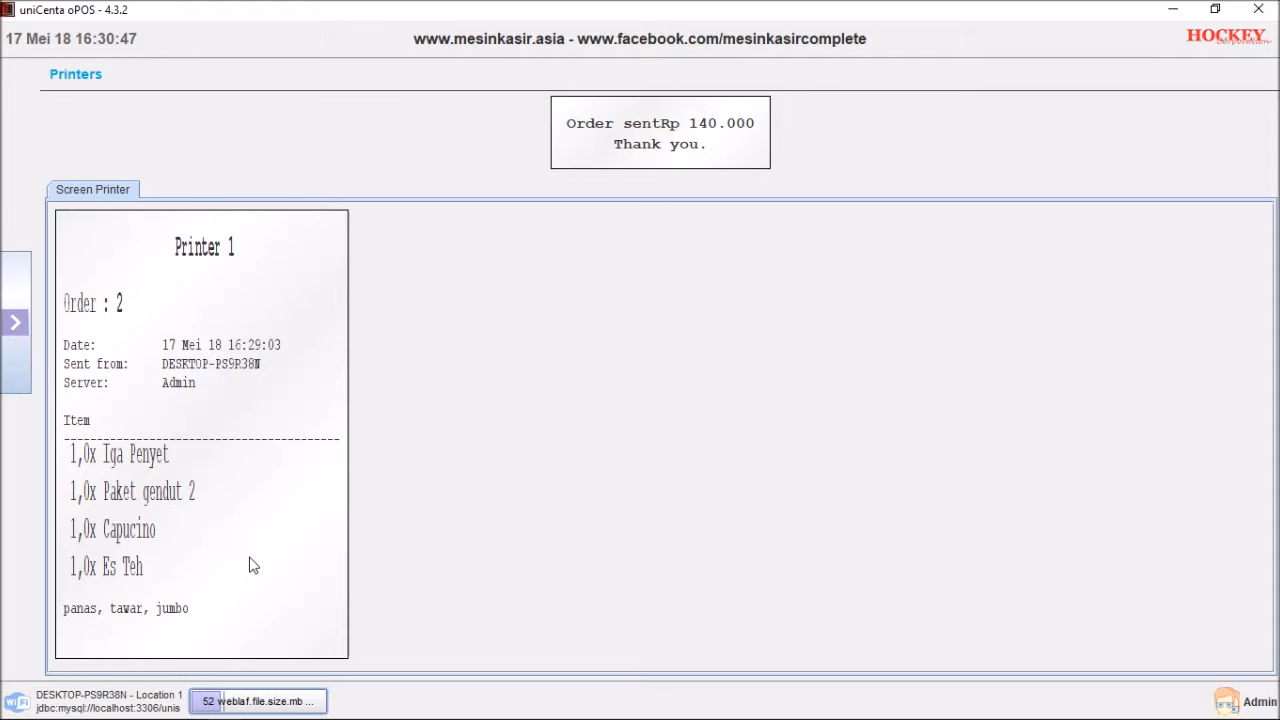 uniCenta oPOS - 4.3.2
17 Mei 18 16:30:47
www.mesinkasir.asia - www.facebook.com/mesinkasircomplete
HOCKEY
Printers
Order sentRp 140.000
Thank you.
Screen Printer
Printer 1
Order : 2
Date: 17 Mei 18 16:29:03
Sent from: DESKTOP-PS9R38N
Server: Admin
Item
------------------------------------------
1,0x Iga Penyet
1,0x Paket gendut 2
1,0x Capucino
1,0x Es Teh
panas, tawar, jumbo
WiFi
DESKTOP-PS9R38N - Location 1
jdbc:mysql://localhost:3306/unis
52 weblaf.file.size.mb ...
Admin